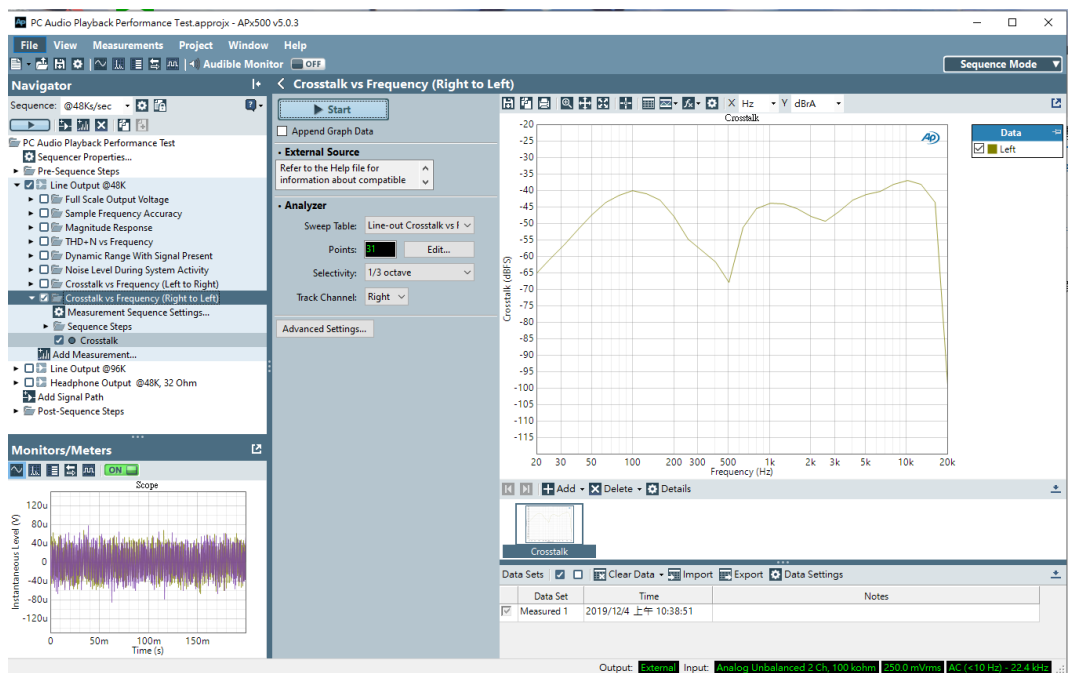 PC Audio Playback Performance Test.approjx - APx500 v5.0.3
File View Measurements Project Window Help
Audible Monitor OFF
Sequence Mode
Navigator
Sequence: @48Ks/sec
PC Audio Playback Performance Test
Sequencer Properties...
Pre-Sequence Steps
Line Output @48K
Full Scale Output Voltage
Sample Frequency Accuracy
Magnitude Response
THD+N vs Frequency
Dynamic Range With Signal Present
Noise Level During System Activity
Crosstalk vs Frequency (Left to Right)
Crosstalk vs Frequency (Right to Left)
Measurement Sequence Settings...
Sequence Steps
Crosstalk
Add Measurement...
Line Output @96K
Headphone Output @48K, 32 Ohm
Add Signal Path
Post-Sequence Steps
Monitors/Meters
ON
Scope
Instantaneous Level (V)
120u
80u
40u
0
-40u
-80u
-120u
0 50m 100m 150m
Time (s)
Crosstalk vs Frequency (Right to Left)
Start
Append Graph Data
External Source
Refer to the Help file for
information about compatible
Analyzer
Sweep Table: Line-out Crosstalk vs
Points: 31 Edit...
Selectivity: 1/3 octave
Track Channel: Right
Advanced Settings...
X Hz Y dBrA
Crosstalk
AP
Data
Left
Crosstalk (dBFS)
-20
-25
-30
-35
-40
-45
-50
-55
-60
-65
-70
-75
-80
-85
-90
-95
-100
-105
-110
-115
20 30 50 100 200 300 500 1k 2k 3k 5k 10k 20k
Frequency (Hz)
Add Delete Details
Crosstalk
Data Sets Clear Data Import Export Data Settings
Data Set Time Notes
Measured 1 2019/12/4 上午 10:38:51
Output: External Input: Analog Unbalanced 2 Ch, 100 kohm 250.0 mVrms AC (<10 Hz) - 22.4 kHz